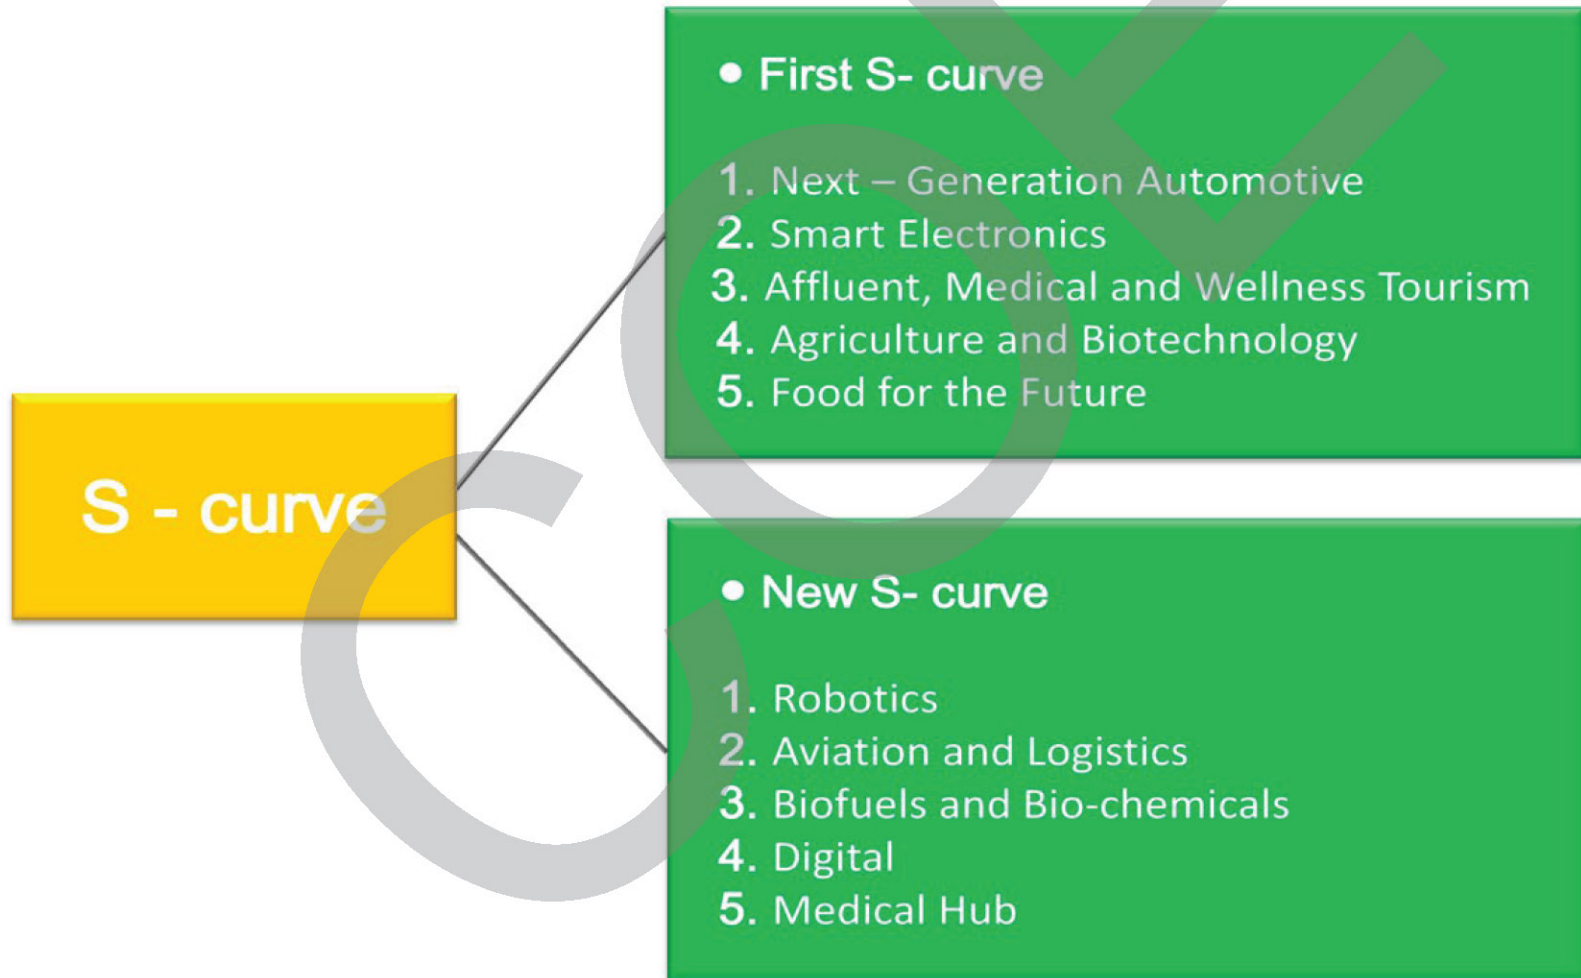 S - curve
• First S- curve
1. Next – Generation Automotive
2. Smart Electronics
3. Affluent, Medical and Wellness Tourism
4. Agriculture and Biotechnology
5. Food for the Future
• New S- curve
1. Robotics
2. Aviation and Logistics
3. Biofuels and Bio-chemicals
4. Digital
5. Medical Hub